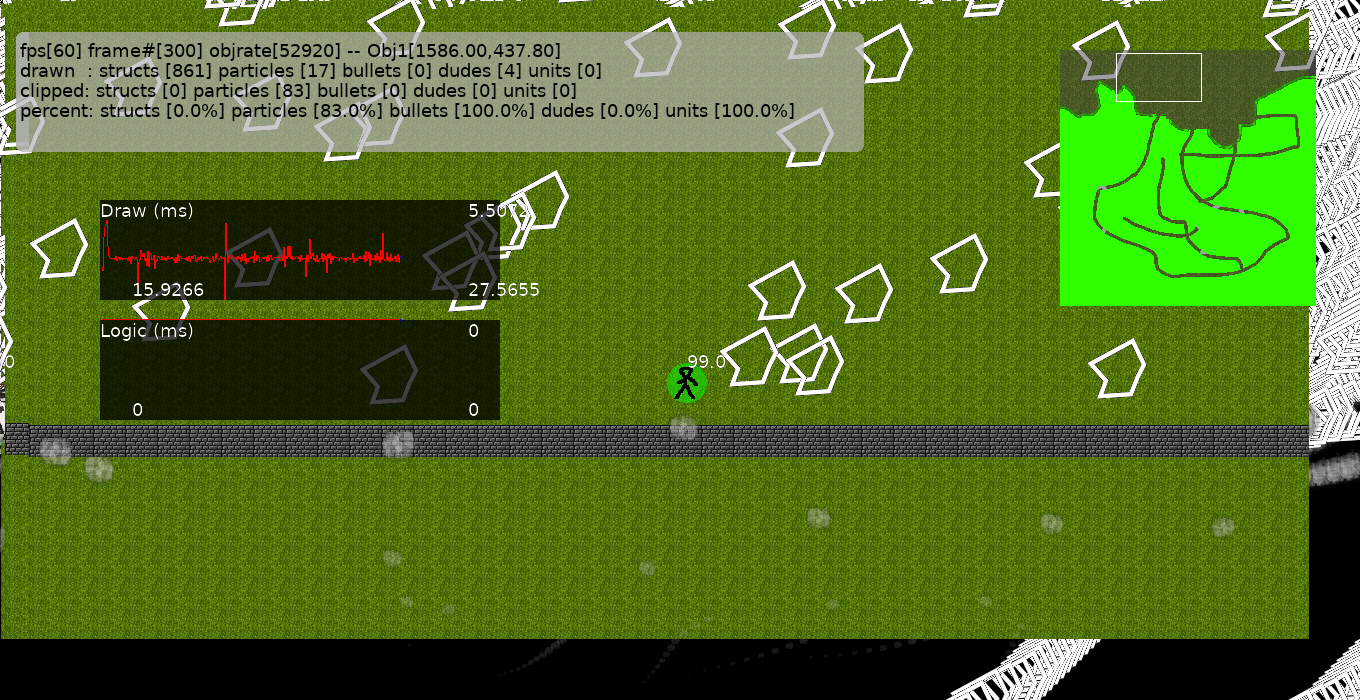 fps[60] frame#[300] objrate[52920] -- Obj1[1586.00,437.80]
drawn  : structs [861] particles [17] bullets [0] dudes [4] units [0]
clipped: structs [0] particles [83] bullets [0] dudes [0] units [0]
percent: structs [0.0%] particles [83.0%] bullets [100.0%] dudes [0.0%] units [100.0%]
Draw (ms)
15.9266 27.5655
Logic (ms) 0
.0 99.0
0 0